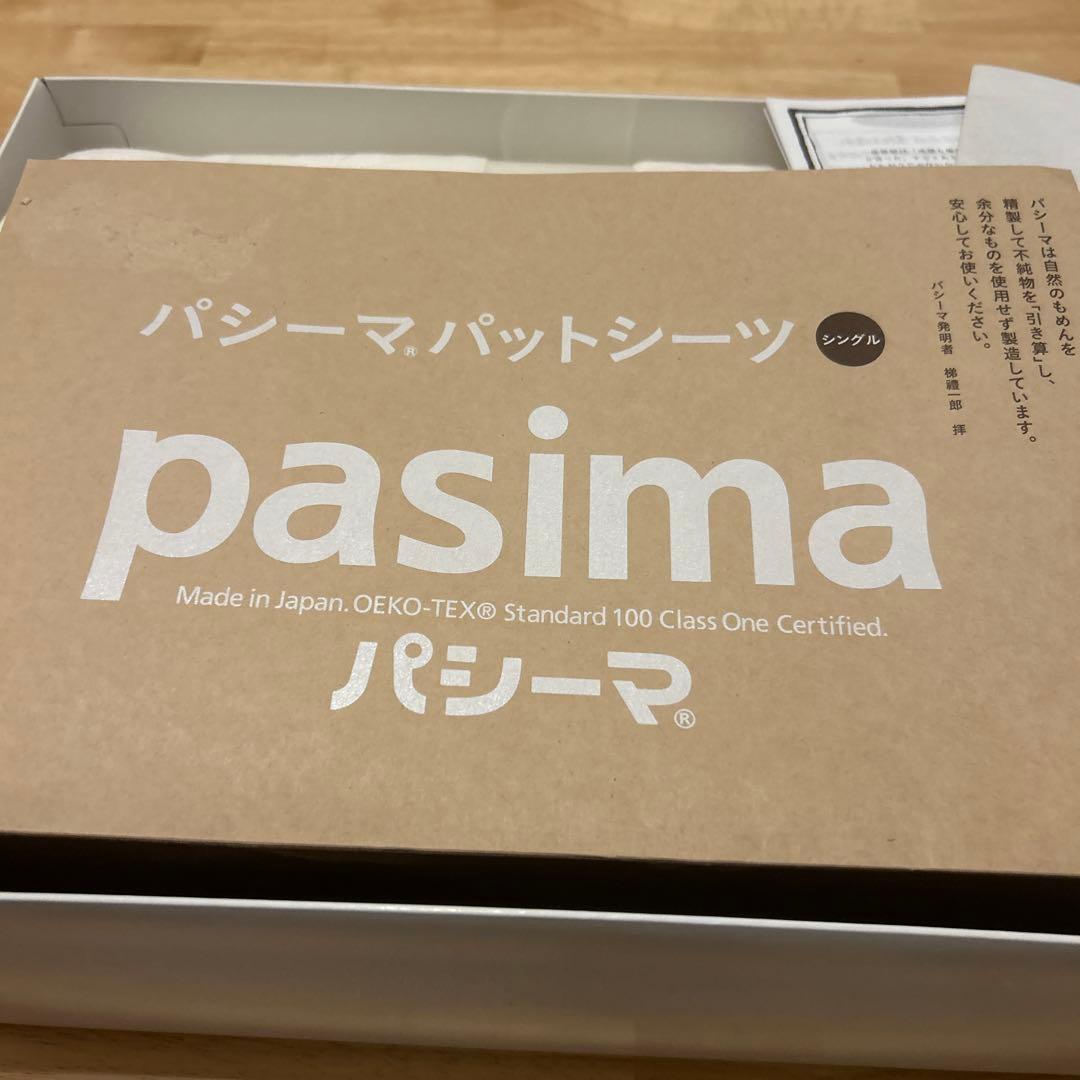 パシーマは自然のもめんを
精製して不純物を「引き算」し、
余分なものを使用せず製造しています。
安心してお使いください。
パシーマ発明者 梯禮一郎 拝
パシーマ®パットシーツ シングル
pasima
Made in Japan. OEKO-TEX® Standard 100 Class One Certified.
パシーマ®